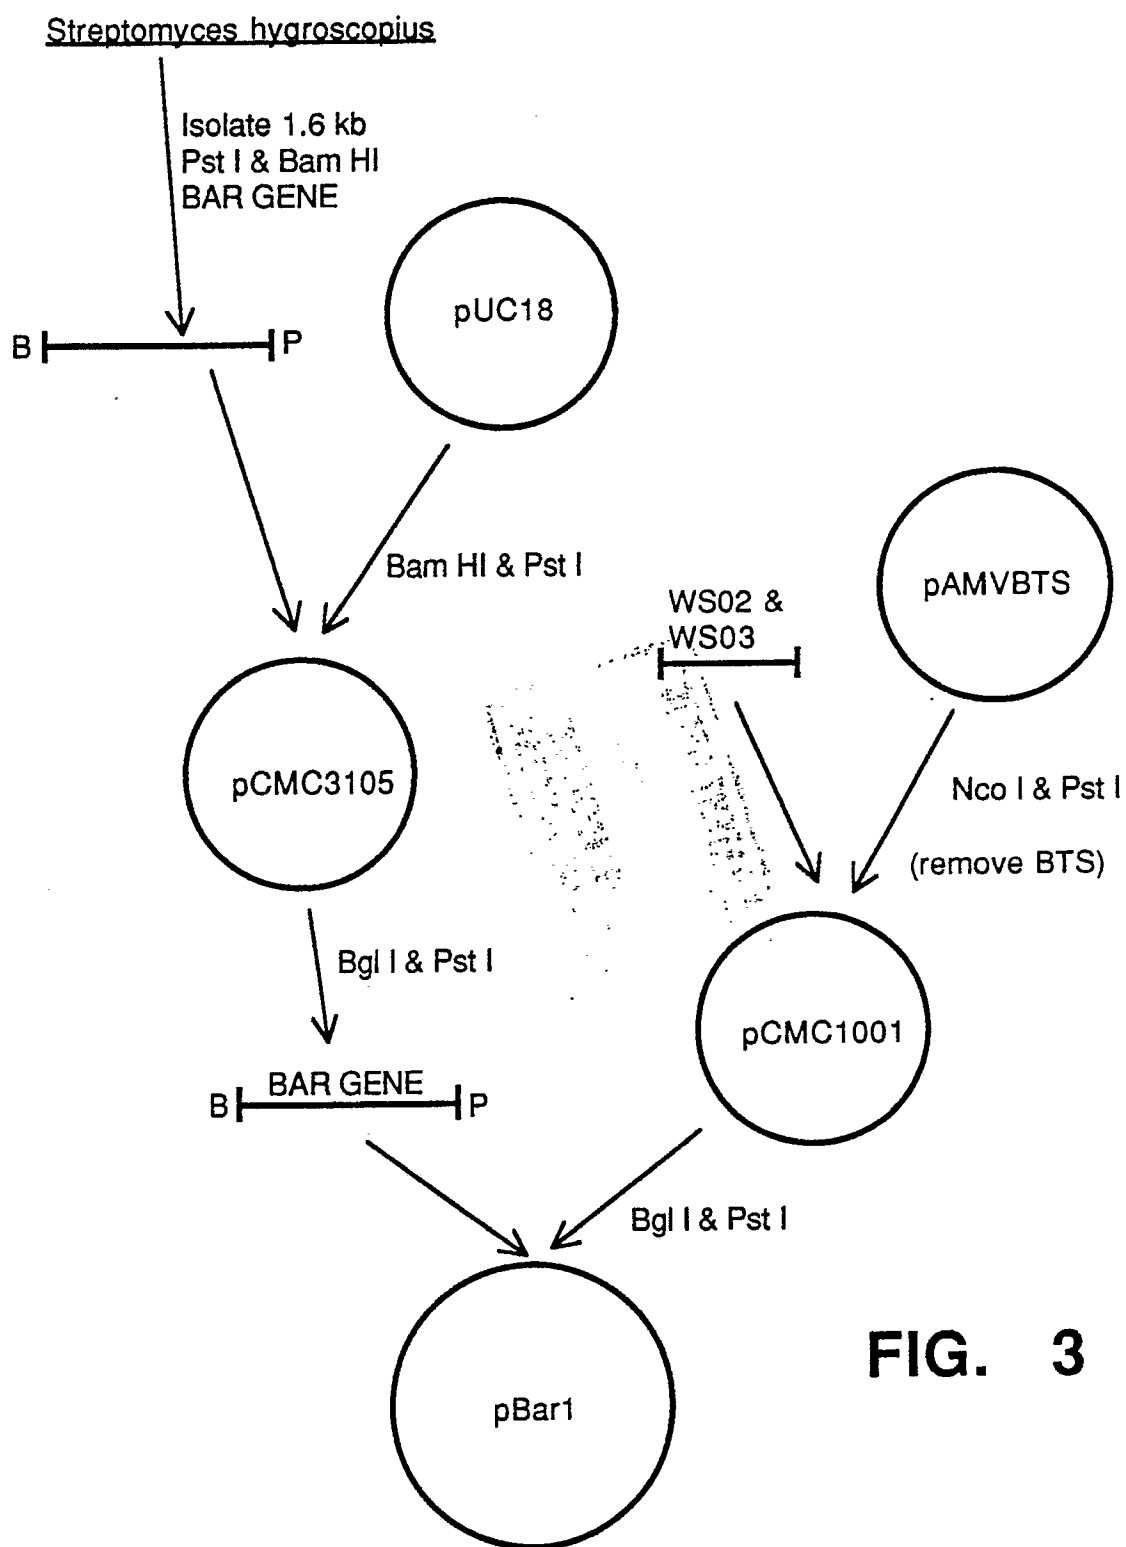 Streptomyces hygroscopius
Isolate 1.6 kb
Pst I & Bam HI
BAR GENE
pUC18
B
P
Bam HI & Pst I
pAMVBTS
WS02 &
WS03
pCMC3105
Nco I & Pst I
(remove BTS)
Bgl I & Pst I
pCMC1001
BAR GENE
B
P
Bgl I & Pst I
pBar1
FIG. 3